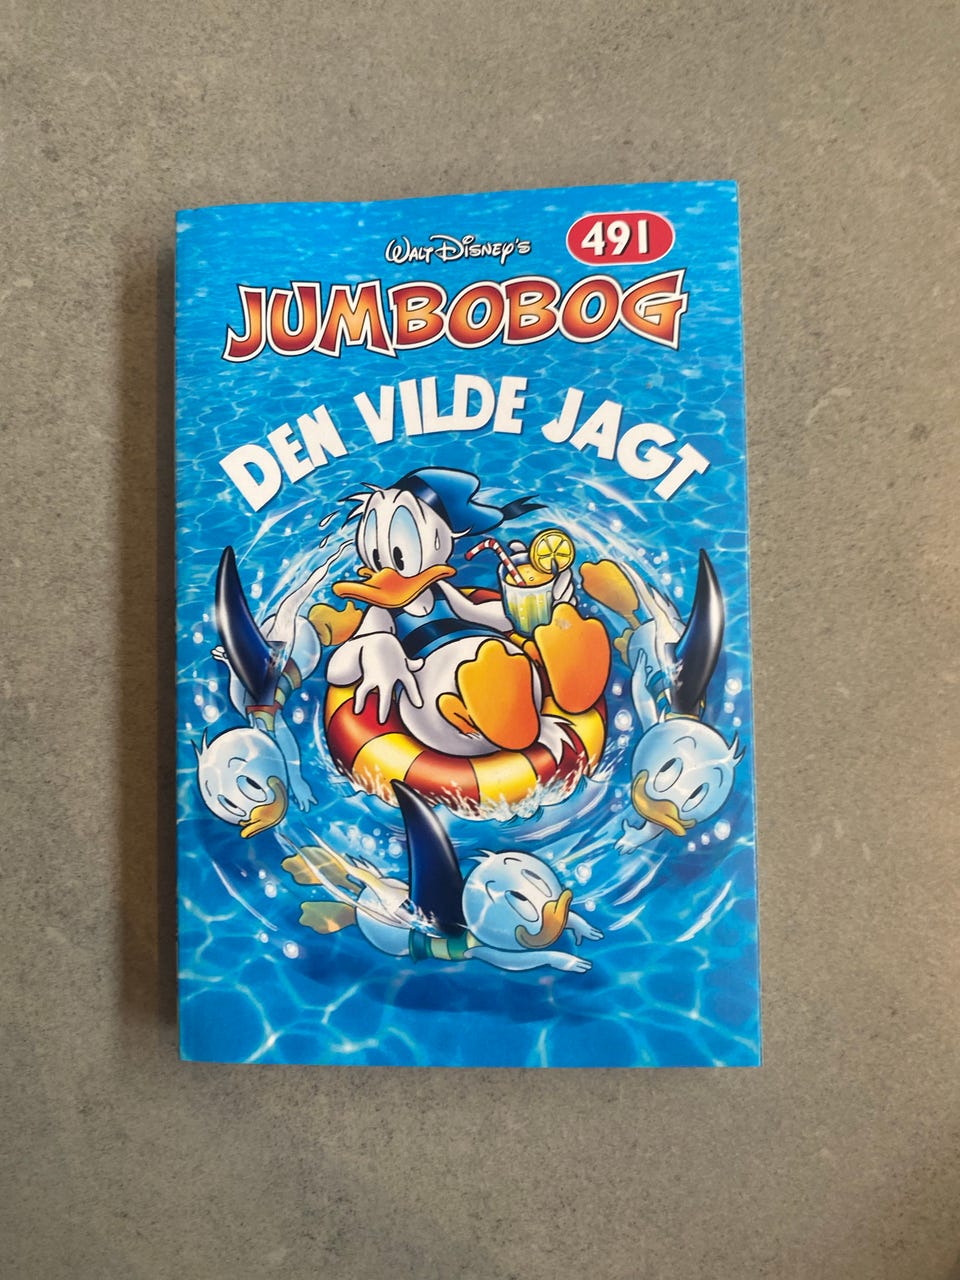 Walt Disney's
491
JUMBOBOG
DEN VILDE JAGT